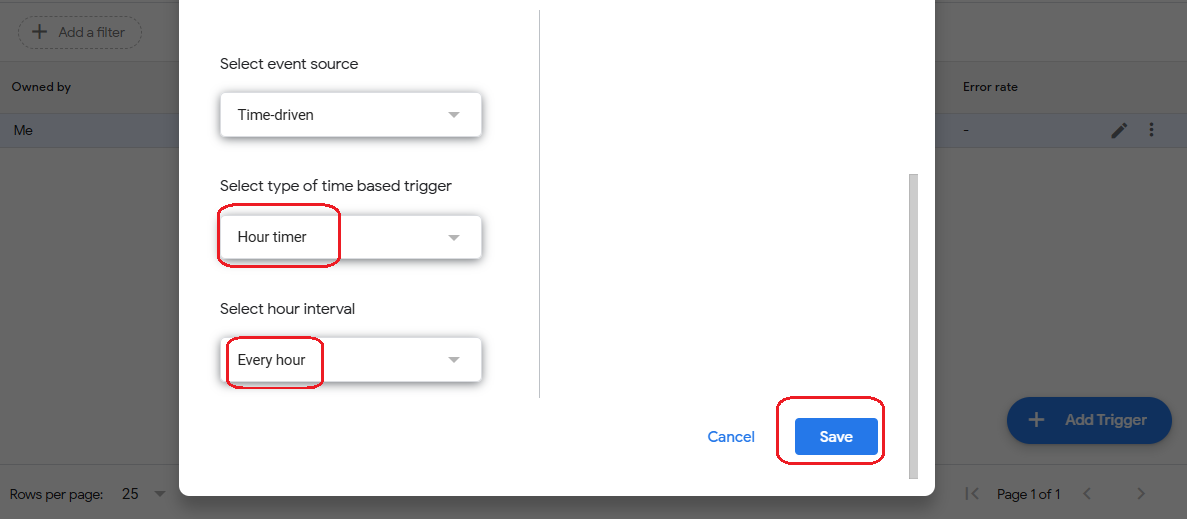 Add a filter
Owned by
Error rate
Me
-
Select event source
Time-driven
Select type of time based trigger
Hour timer
Select hour interval
Every hour
Cancel
Save
Add Trigger
Rows per page: 25
Page 1 of 1